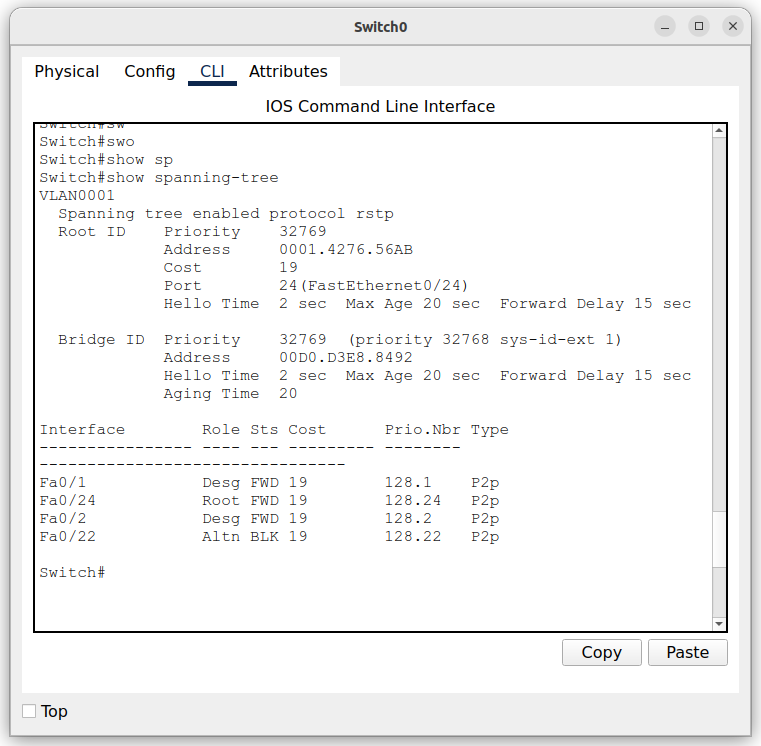 Switch0
Physical Config CLI Attributes
IOS Command Line Interface
Switch#sw
Switch#swo
Switch#show sp
Switch#show spanning-tree
VLAN0001
  Spanning tree enabled protocol rstp
  Root ID    Priority    32769
             Address     0001.4276.56AB
             Cost        19
             Port        24(FastEthernet0/24)
             Hello Time  2 sec  Max Age 20 sec  Forward Delay 15 sec

  Bridge ID  Priority    32769  (priority 32768 sys-id-ext 1)
             Address     00D0.D3E8.8492
             Hello Time  2 sec  Max Age 20 sec  Forward Delay 15 sec
             Aging Time  20

Interface        Role Sts Cost      Prio.Nbr Type
---------------- ---- --- --------- --------
--------------------------------
Fa0/1            Desg FWD 19        128.1    P2p
Fa0/24           Root FWD 19        128.24   P2p
Fa0/2            Desg FWD 19        128.2    P2p
Fa0/22           Altn BLK 19        128.22   P2p

Switch#
Copy Paste
Top